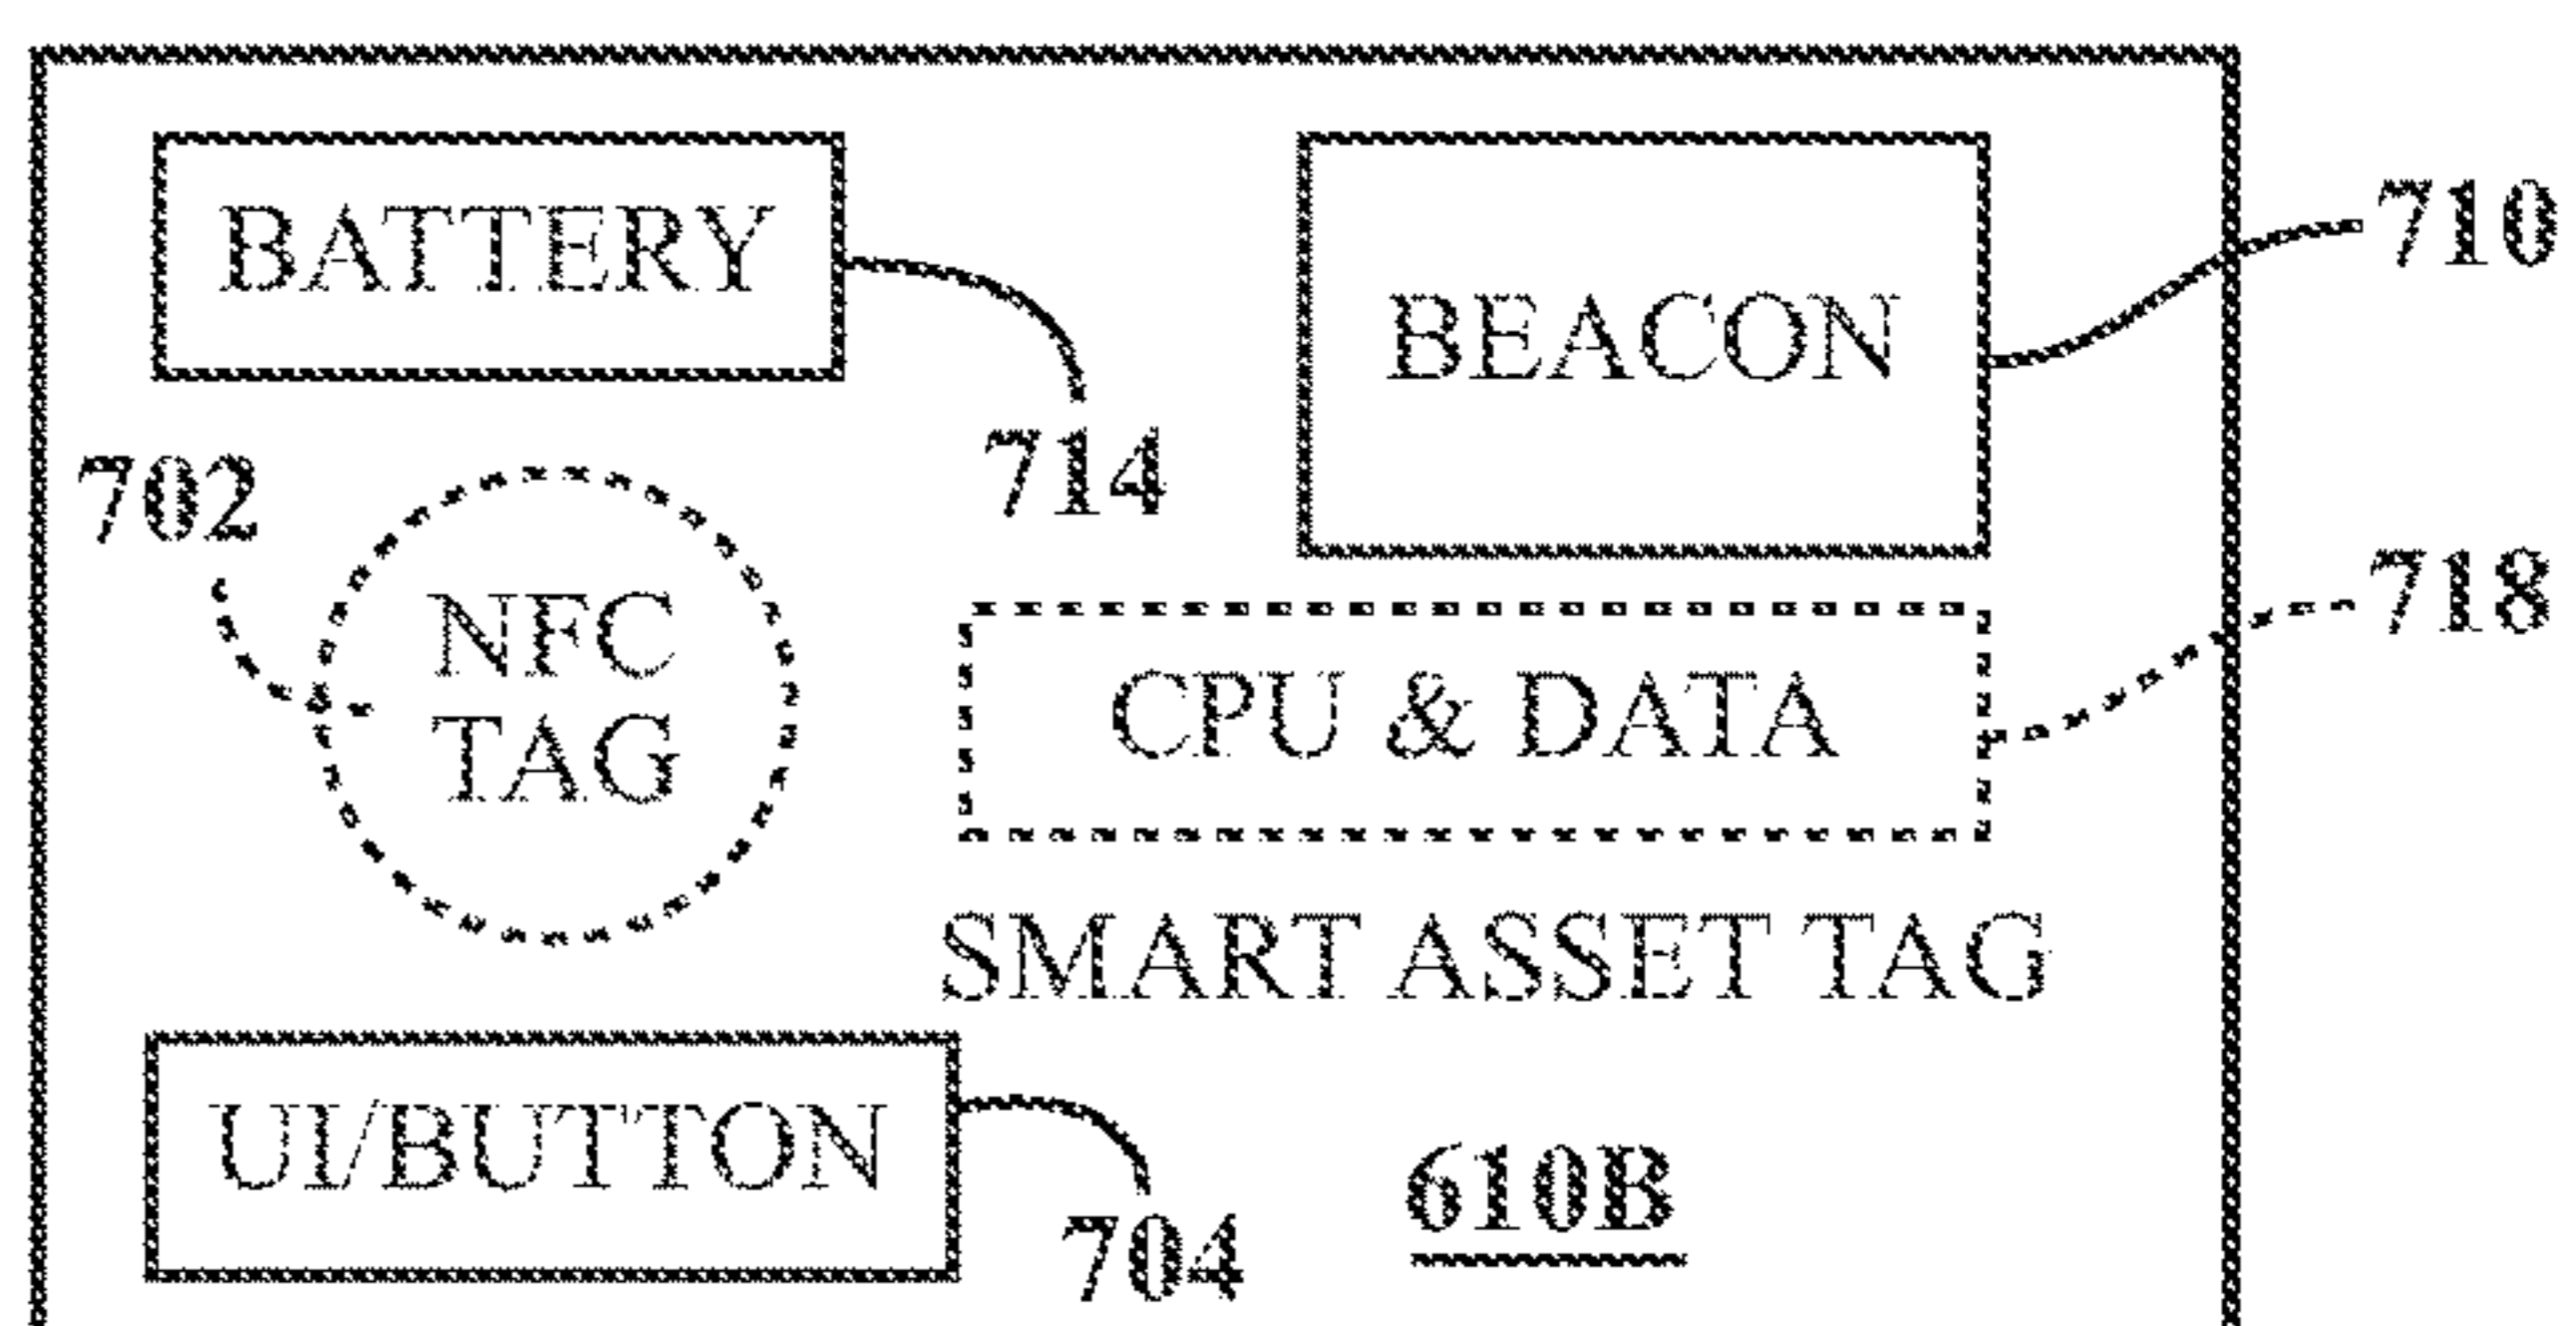 BATTERY
710
BEACON
714
702
NFC
TAG
718
CPU & DATA
SMART ASSET TAG
UI/BUTTON
704
610B